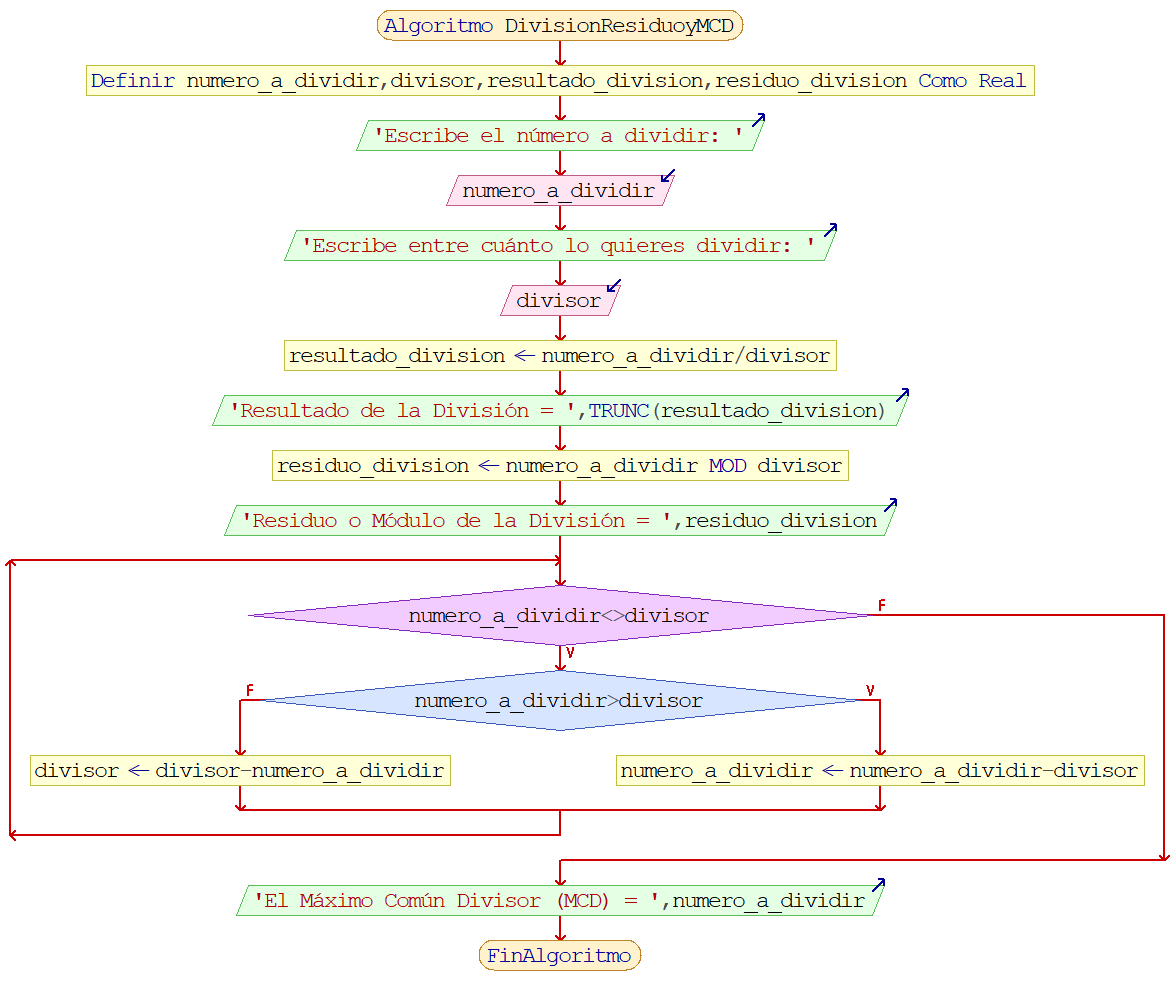 Algoritmo DivisionResiduoyMCD
Definir numero_a_dividir,divisor,resultado_division,residuo_division Como Real
'Escribe el número a dividir: '
numero_a_dividir
'Escribe entre cuánto lo quieres dividir: '
divisor
resultado_division ← numero_a_dividir/divisor
'Resultado de la División = ',TRUNC(resultado_division)
residuo_division ← numero_a_dividir MOD divisor
'Residuo o Módulo de la División = ',residuo_division
numero_a_dividir<>divisor
F
V
numero_a_dividir>divisor
F
V
divisor ← divisor-numero_a_dividir
numero_a_dividir ← numero_a_dividir-divisor
'El Máximo Común Divisor (MCD) = ',numero_a_dividir
FinAlgoritmo